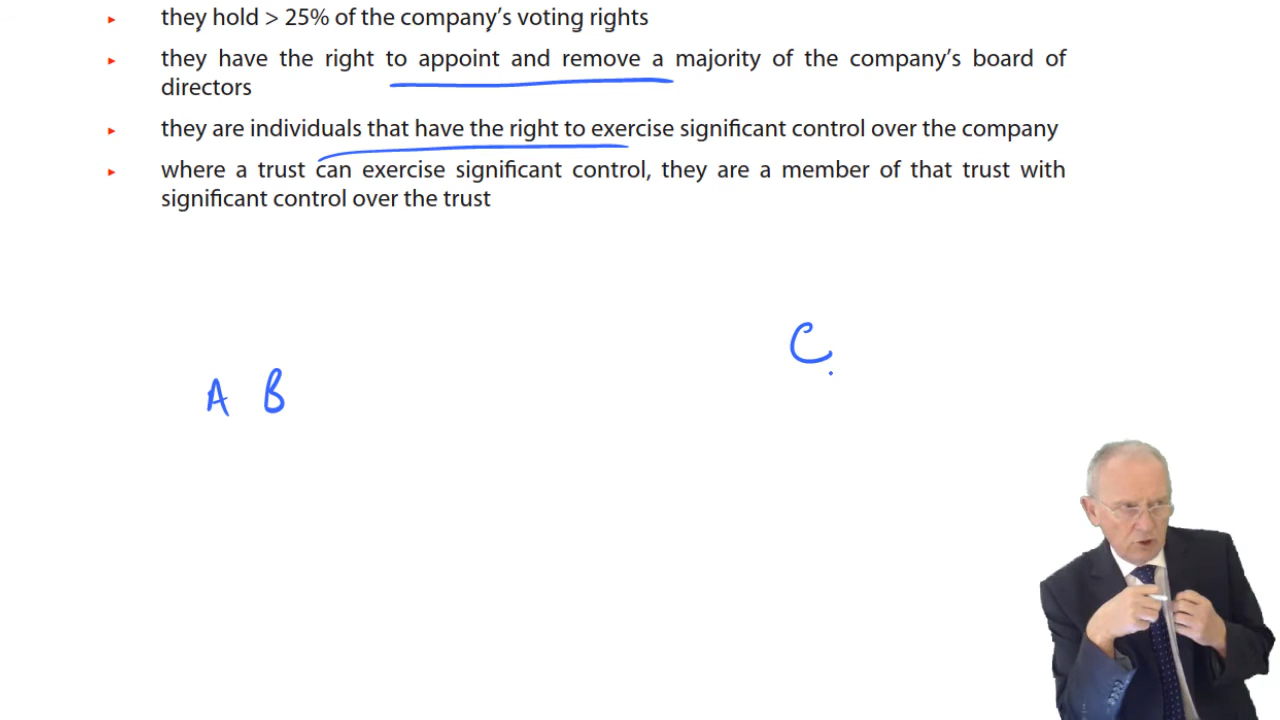 they hold > 25% of the company's voting rights
they have the right to appoint and remove a majority of the company's board of
directors
they are individuals that have the right to exercise significant control over the company
where a trust can exercise significant control, they are a member of that trust with
significant control over the trust
C
A B